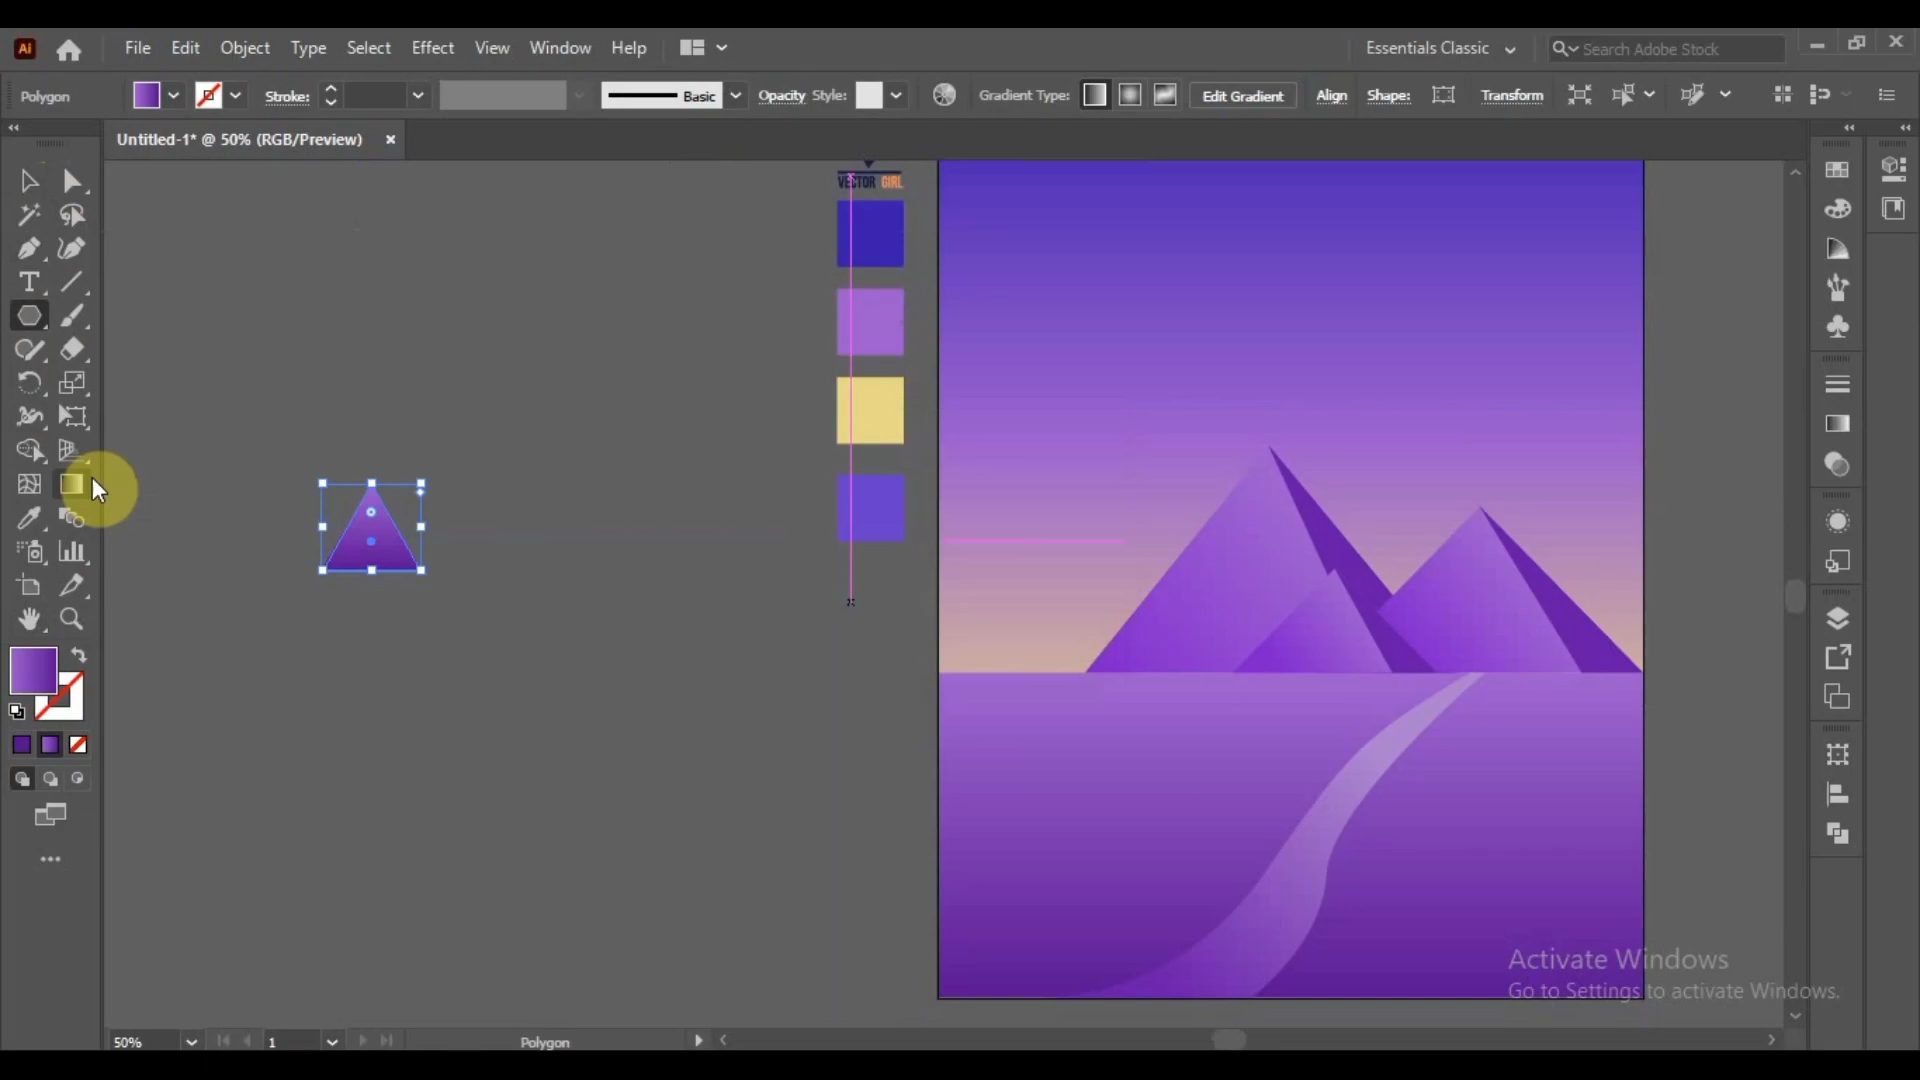 Ai File Edit Object Type Select Effect View Window Help Essentials Classic Search Adobe Stock
Polygon Stroke: Basic Opacity Style: Gradient Type: Edit Gradient Align Shape: Transform
Untitled-1* @ 50% (RGB/Preview)
VECTOR GIRL
T
Activate Windows
Go to Settings to activate Windows.
50% 1 Polygon